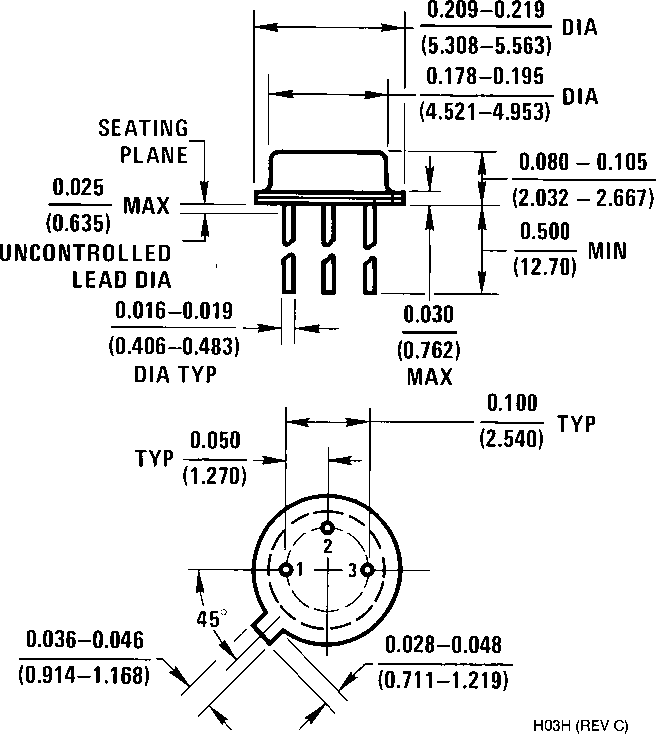 0.209–0.219
(5.308–5.563)
DIA
0.178–0.195
(4.521–4.953)
DIA
SEATING
PLANE
0.080 – 0.105
(2.032 – 2.667)
0.025
(0.635)
MAX
0.500
(12.70)
MIN
UNCONTROLLED
LEAD DIA
0.016–0.019
(0.406–0.483)
DIA TYP
0.030
(0.762)
MAX
0.100
(2.540)
TYP
TYP
0.050
(1.270)
2
1
3
45°
0.036–0.046
(0.914–1.168)
0.028–0.048
(0.711–1.219)
H03H (REV C)